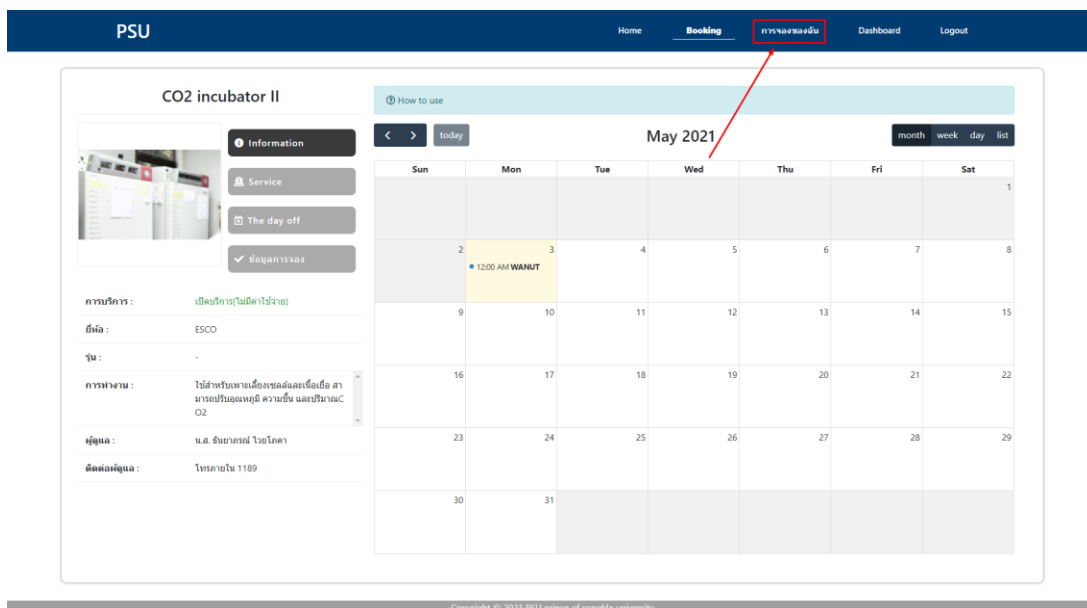 PSU
Home
Booking
การจองของฉัน
Dashboard
Logout
CO2 incubator II
Information
Service
The day off
ข้อมูลการจอง
การบริการ : เปิดบริการ(ไม่มีค่าใช้จ่าย)
ยี่ห้อ : ESCO
รุ่น : -
การทำงาน : ใช้สำหรับเพาะเลี้ยงเซลล์และเนื้อเยื่อ สา
มารถปรับอุณหภูมิ ความชื้น และปริมาณC
O2
ผู้ดูแล : น.ส. ธันยาภรณ์ ไวยโภคา
ติดต่อผู้ดูแล : โทรภายใน 1189
How to use
today
May 2021
month week day list
Sun Mon Tue Wed Thu Fri Sat
1
2 3 4 5 6 7 8
12:00 AM WANUT
9 10 11 12 13 14 15
16 17 18 19 20 21 22
23 24 25 26 27 28 29
30 31
Copyright © 2021 PSU prince of songkla university